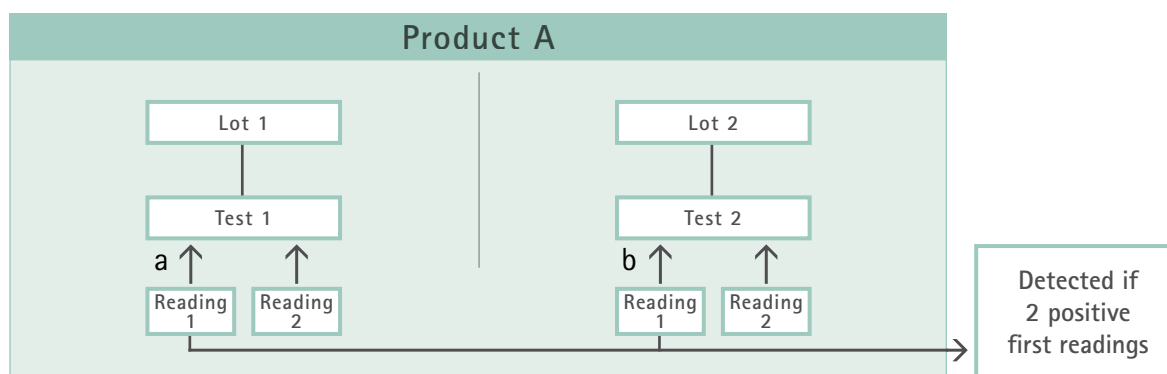 Product A
Lot 1
Lot 2
Test 1
Test 2
a
b
Reading
1
Reading
2
Reading
1
Reading
2
Detected if
2 positive
first readings